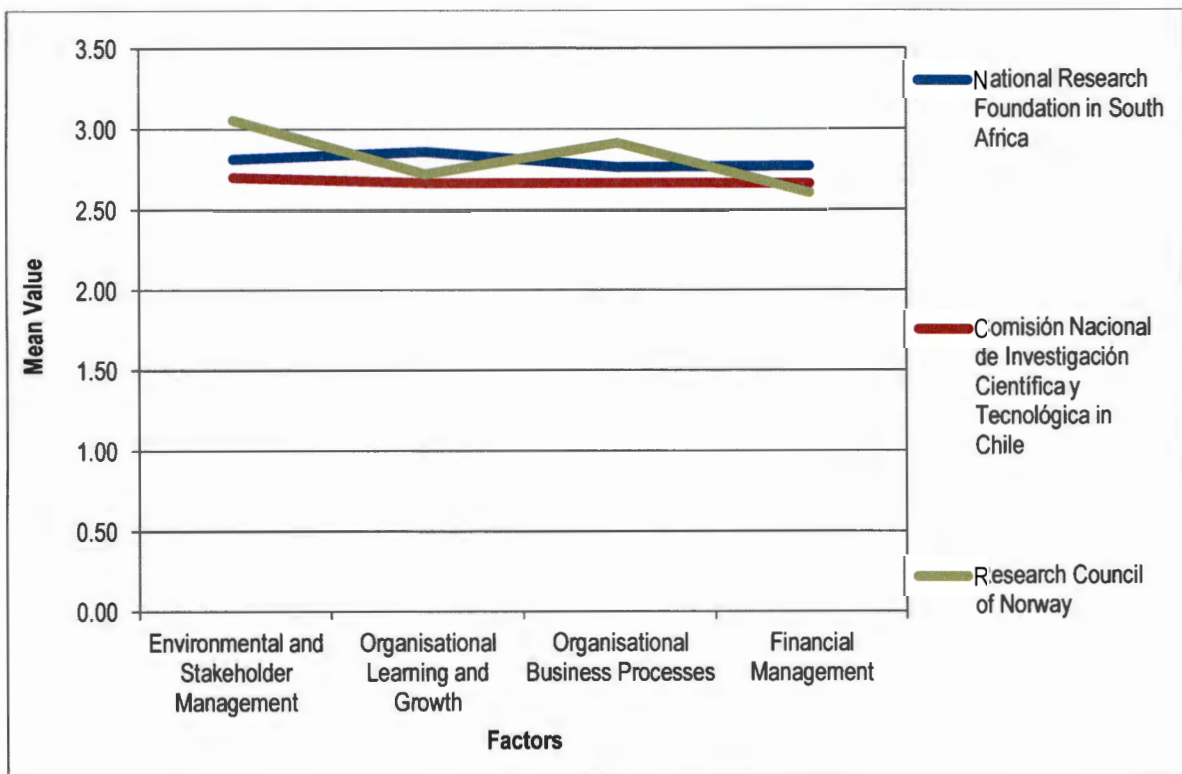 3.50
3.00
2.50
2.00
1.50
1.00
0.50
0.00
Mean Value
Environmental and
Stakeholder
Management
Organisational
Learning and
Growth
Organisational
Business Processes
Financial
Management
Factors
National Research
Foundation in South
Africa
Comisión Nacional
de Investigación
Científica y
Tecnológica in
Chile
Research Council
of Norway